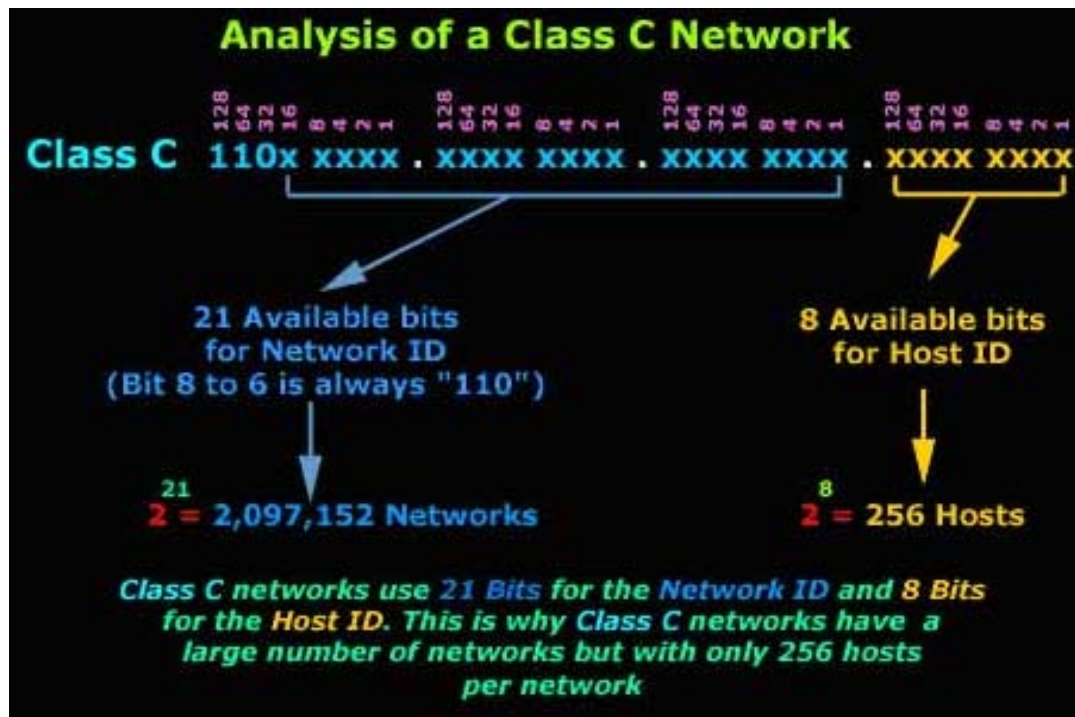 Analysis of a Class C Network
128 64 32 16 8 4 2 1 128 64 32 16 8 4 2 1 128 64 32 16 8 4 2 1 128 64 32 16 8 4 2 1
Class C 110x xxxx . xxxx xxxx . xxxx xxxx . xxxx xxxx
21 Available bits
for Network ID
(Bit 8 to 6 is always "110")
8 Available bits
for Host ID
2²¹ = 2,097,152 Networks
2⁸ = 256 Hosts
Class C networks use 21 Bits for the Network ID and 8 Bits
for the Host ID. This is why Class C networks have a
large number of networks but with only 256 hosts
per network